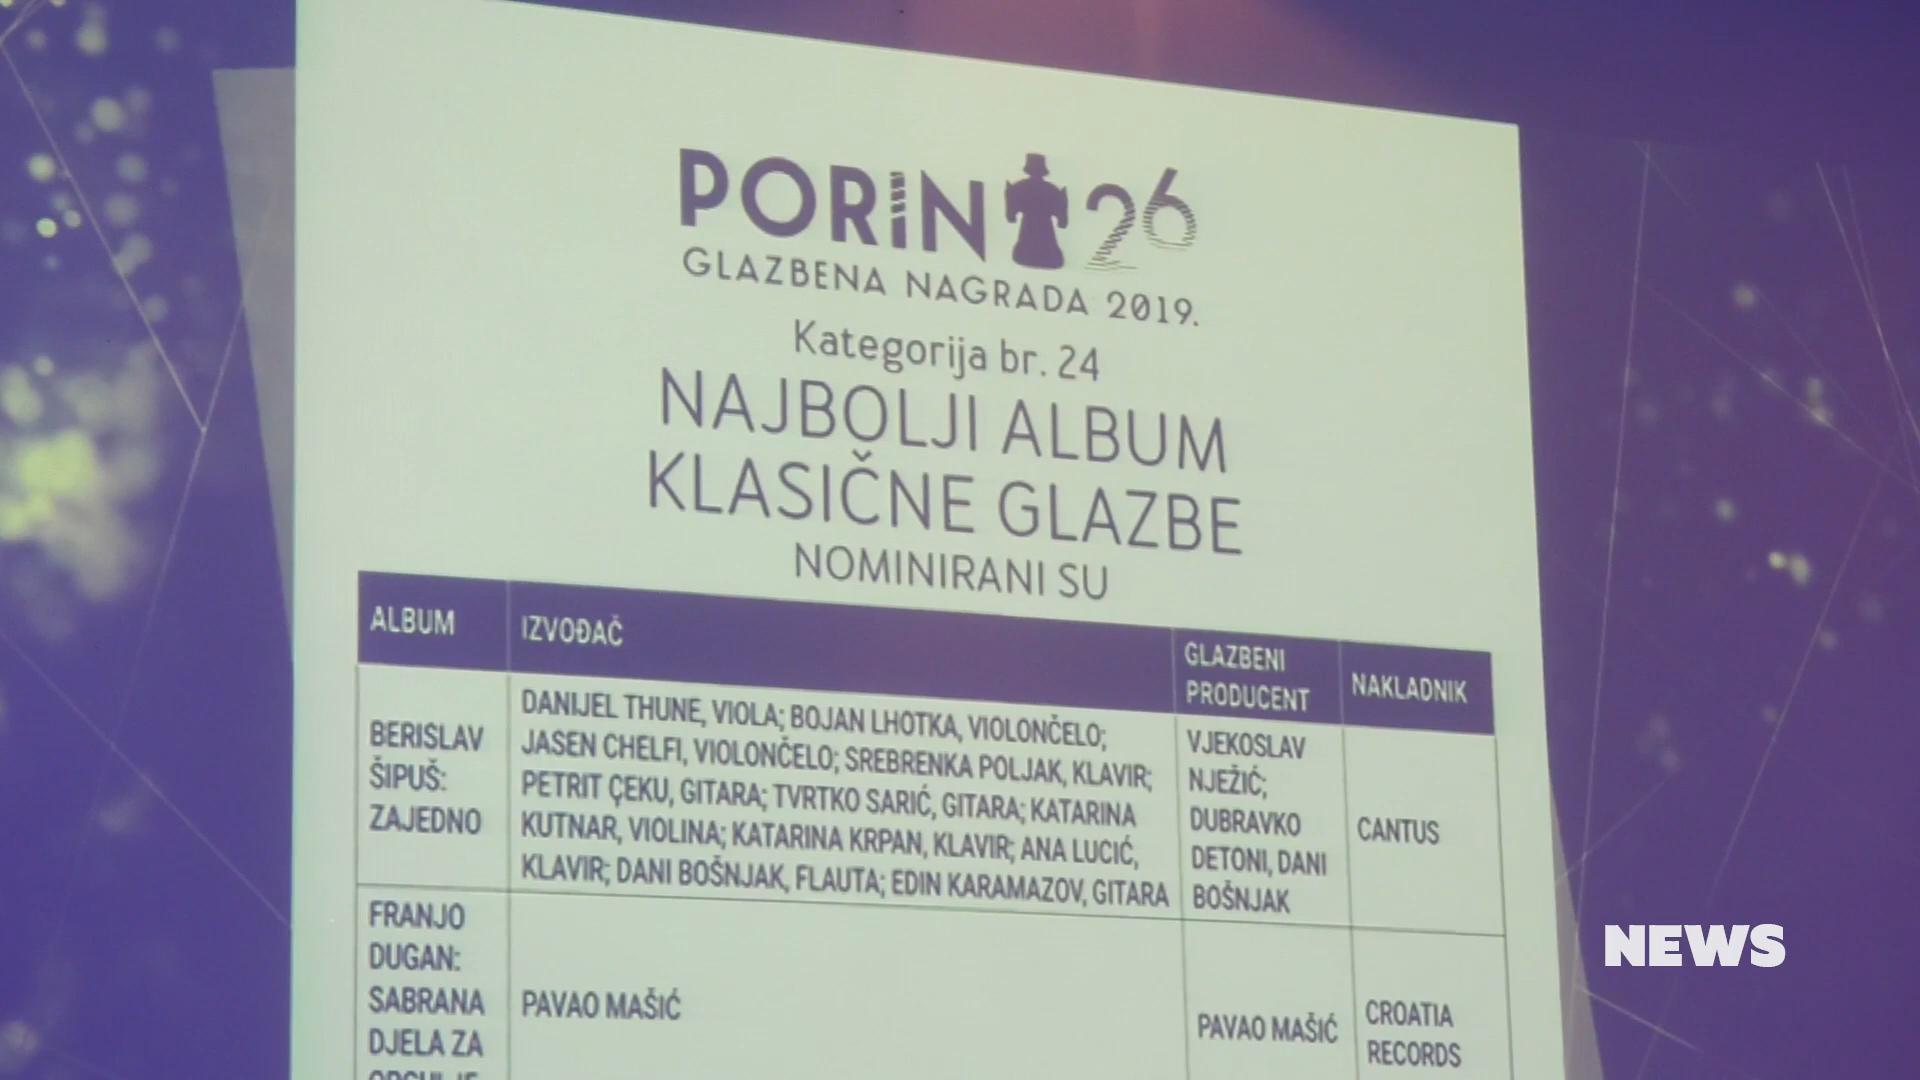 PORIN 26
GLAZBENA NAGRADA 2019.
Kategorija br. 24
NAJBOLJI ALBUM
KLASIČNE GLAZBE
NOMINIRANI SU
ALBUM
IZVOĐAČ
GLAZBENI
PRODUCENT
NAKLADNIK
BERISLAV
ŠIPUŠ:
ZAJEDNO
DANIJEL THUNE, VIOLA; BOJAN LHOTKA, VIOLONČELO;
JASEN CHELFI, VIOLONČELO; SREBRENKA POLJAK, KLAVIR;
PETRIT ÇEKU, GITARA; TVRTKO SARIĆ, GITARA; KATARINA
KUTNAR, VIOLINA; KATARINA KRPAN, KLAVIR; ANA LUCIĆ,
KLAVIR; DANI BOŠNJAK, FLAUTA; EDIN KARAMAZOV, GITARA
VJEKOSLAV
NJEŽIĆ;
DUBRAVKO
DETONI, DANI
BOŠNJAK
CANTUS
FRANJO
DUGAN:
SABRANA
DJELA ZA
PAVAO MAŠIĆ
PAVAO MAŠIĆ
CROATIA
RECORDS
NEWS